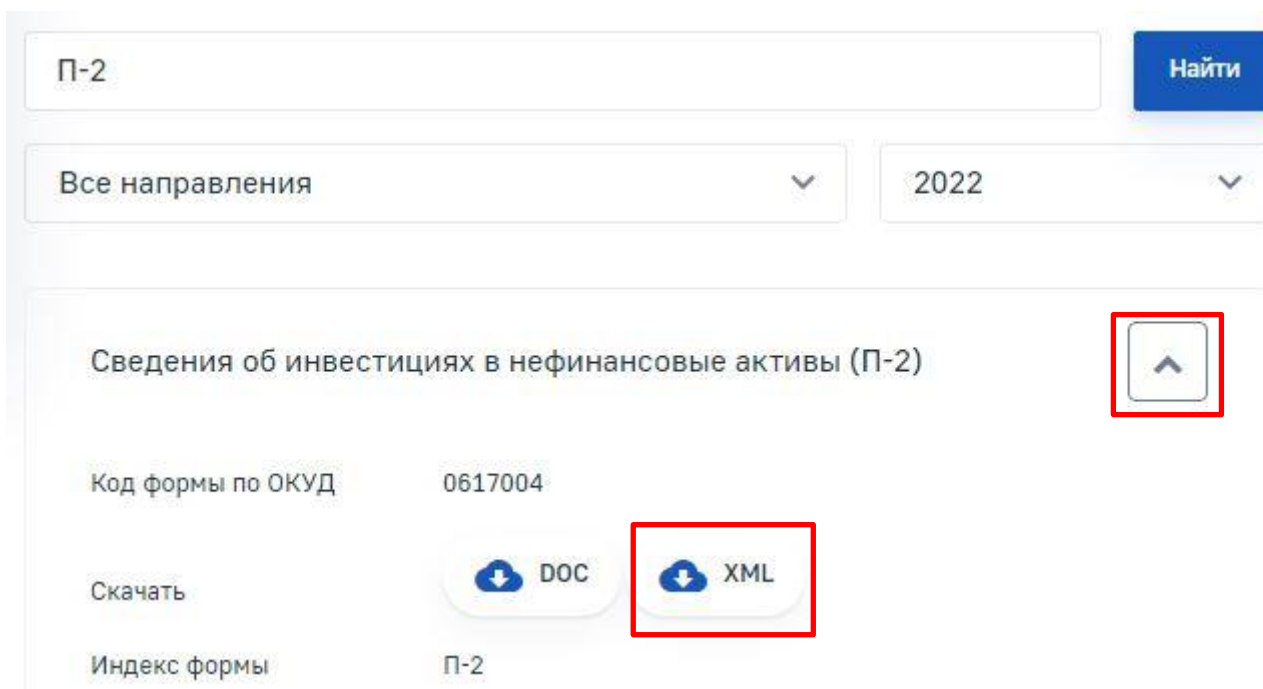 П-2 Найти
Все направления 2022
Сведения об инвестициях в нефинансовые активы (П-2)
Код формы по ОКУД 0617004
Скачать DOC XML
Индекс формы П-2